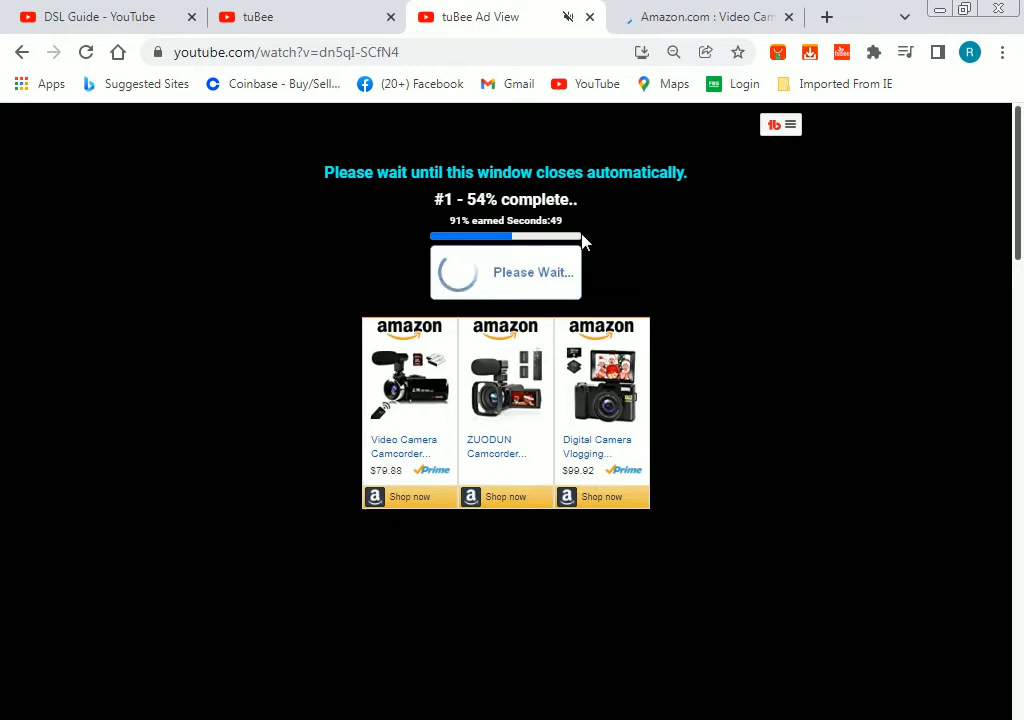 DSL Guide - YouTube
tuBee
tuBee Ad View
Amazon.com : Video Cam
youtube.com/watch?v=dn5qI-SCfN4
R
Apps
Suggested Sites
Coinbase - Buy/Sell...
(20+) Facebook
Gmail
YouTube
Maps
Login
Imported From IE
tb
Please wait until this window closes automatically.
#1 - 54% complete..
91% earned Seconds:49
Please Wait...
amazon
amazon
amazon
Video Camera
Camcorder...
$79.88
Prime
ZUODUN
Camcorder...
Digital Camera
Vlogging...
$99.92
Prime
Shop now
Shop now
Shop now